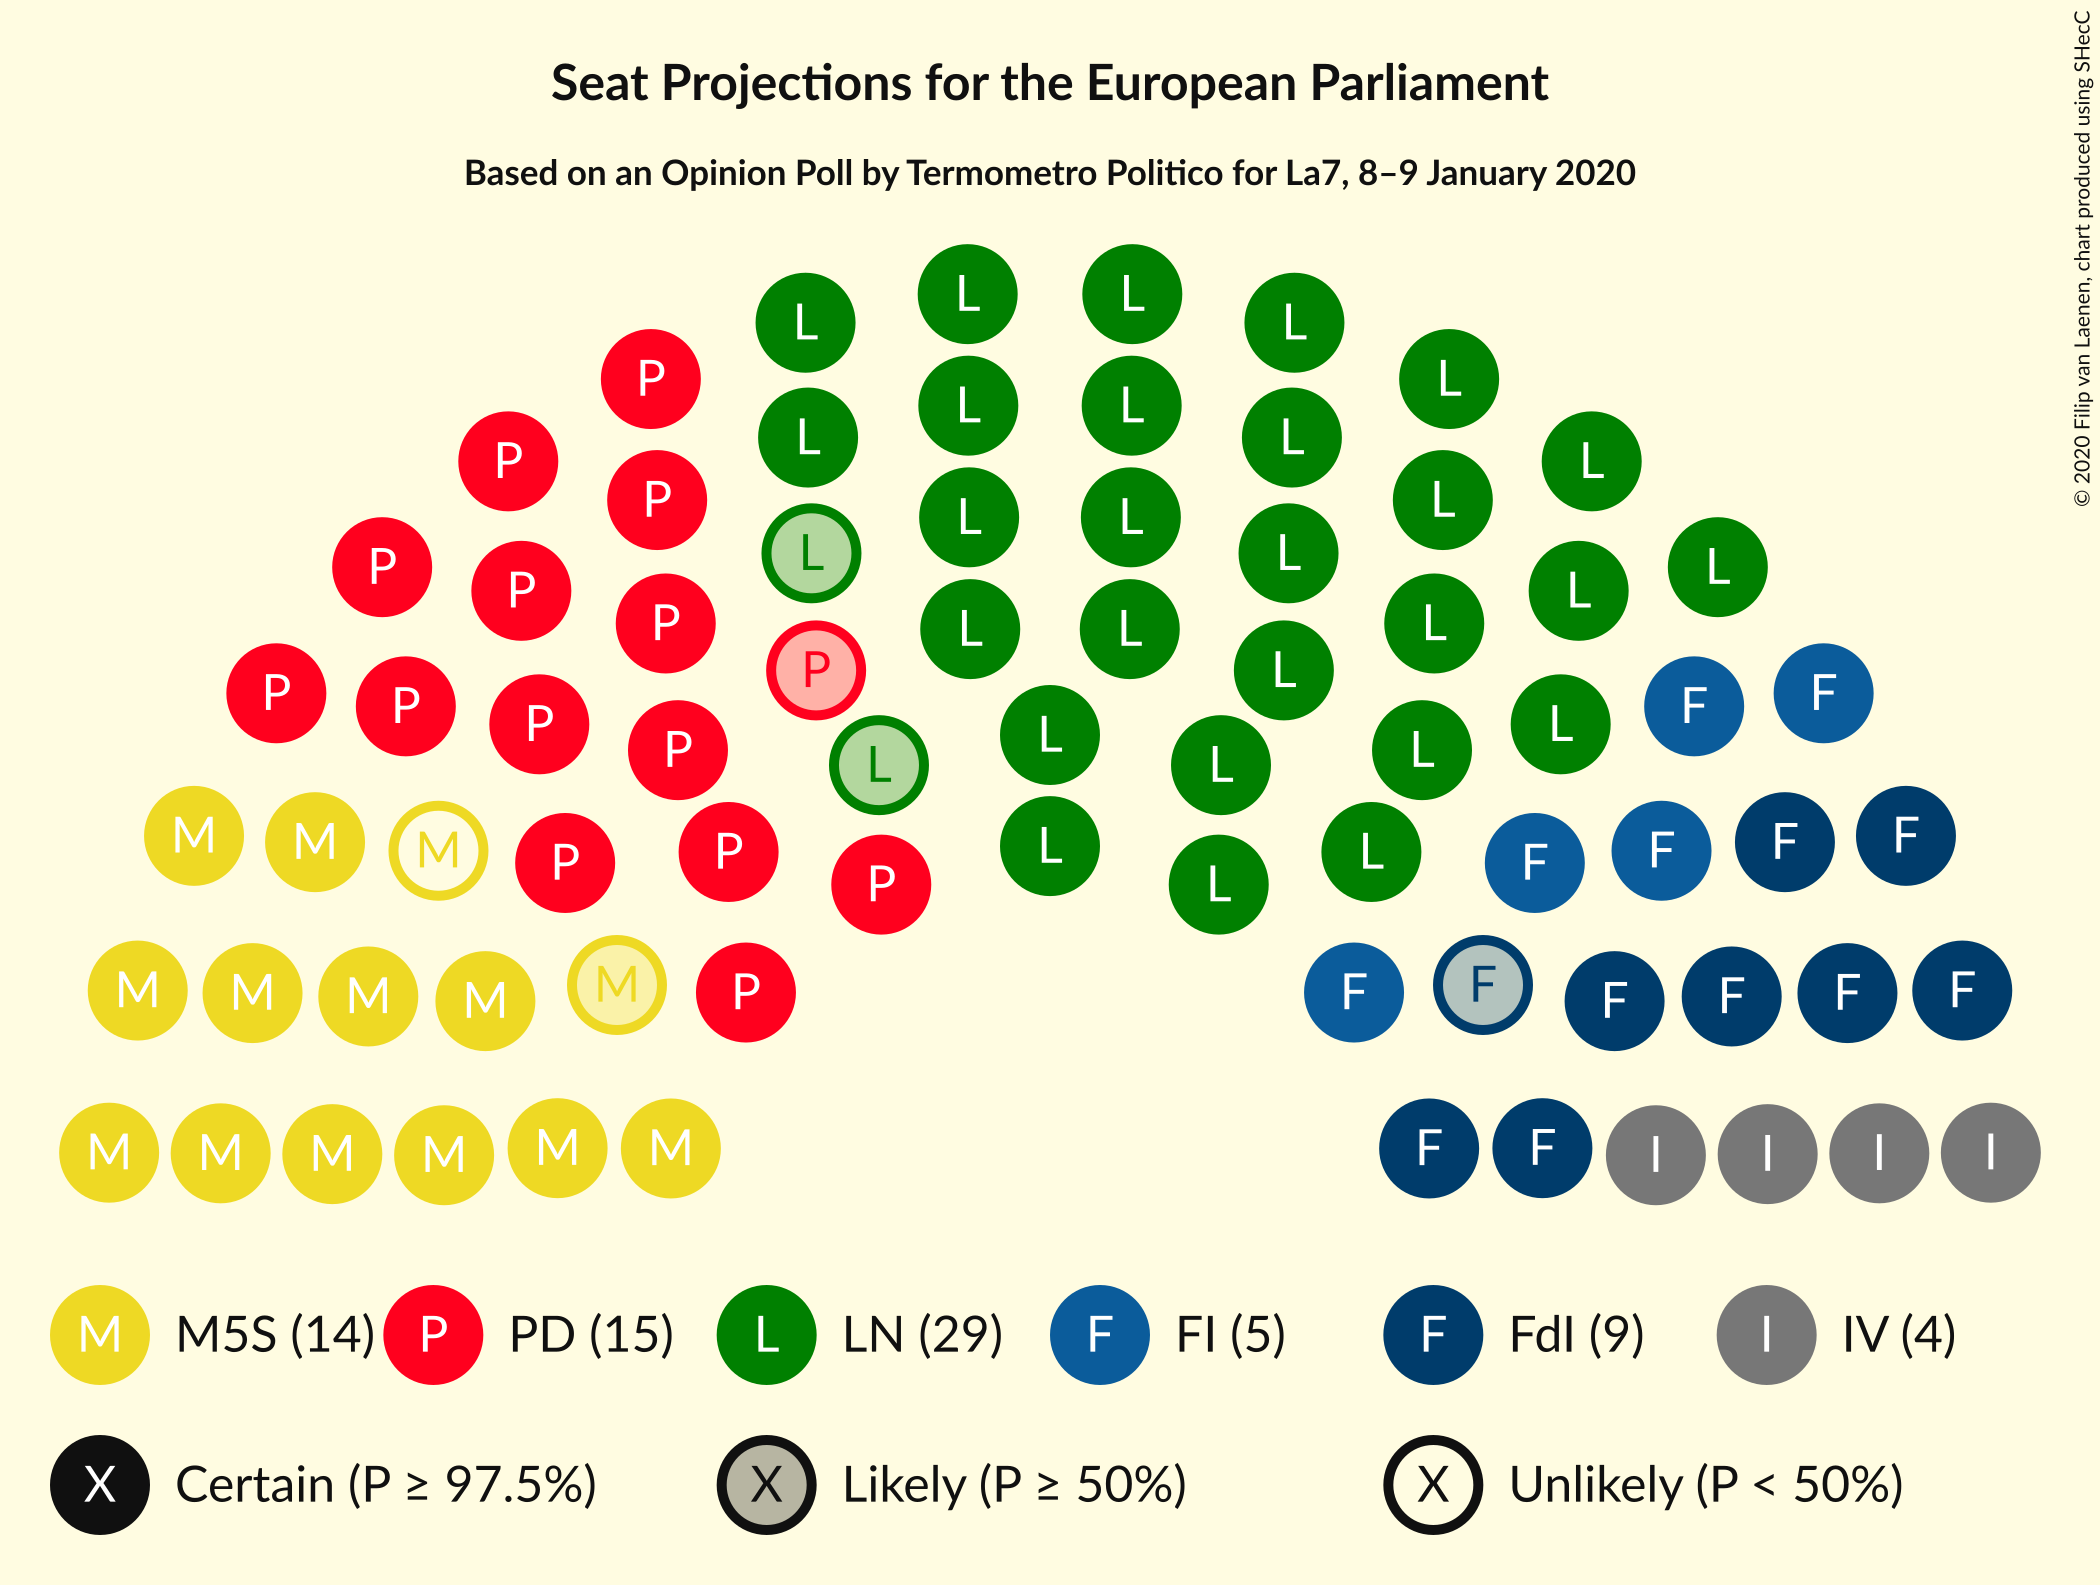 Seat Projections for the European Parliament
Based on an Opinion Poll by Termometro Politico for La7, 8–9 January 2020
© 2020 Filip van Laenen, chart produced using SHecC
L L L L
P L L
P L L L L L
P L L
P P L L L L L
P P L L
P P L L P L L
P P P P L L L L L L F F
M M M P P P L L L L F F F F
M M M M M P F F F F F F
M M M M M M F F I I I I
M M5S (14) P PD (15) L LN (29) F FI (5) F FdI (9) I IV (4)
X Certain (P ≥ 97.5%) X Likely (P ≥ 50%) X Unlikely (P < 50%)